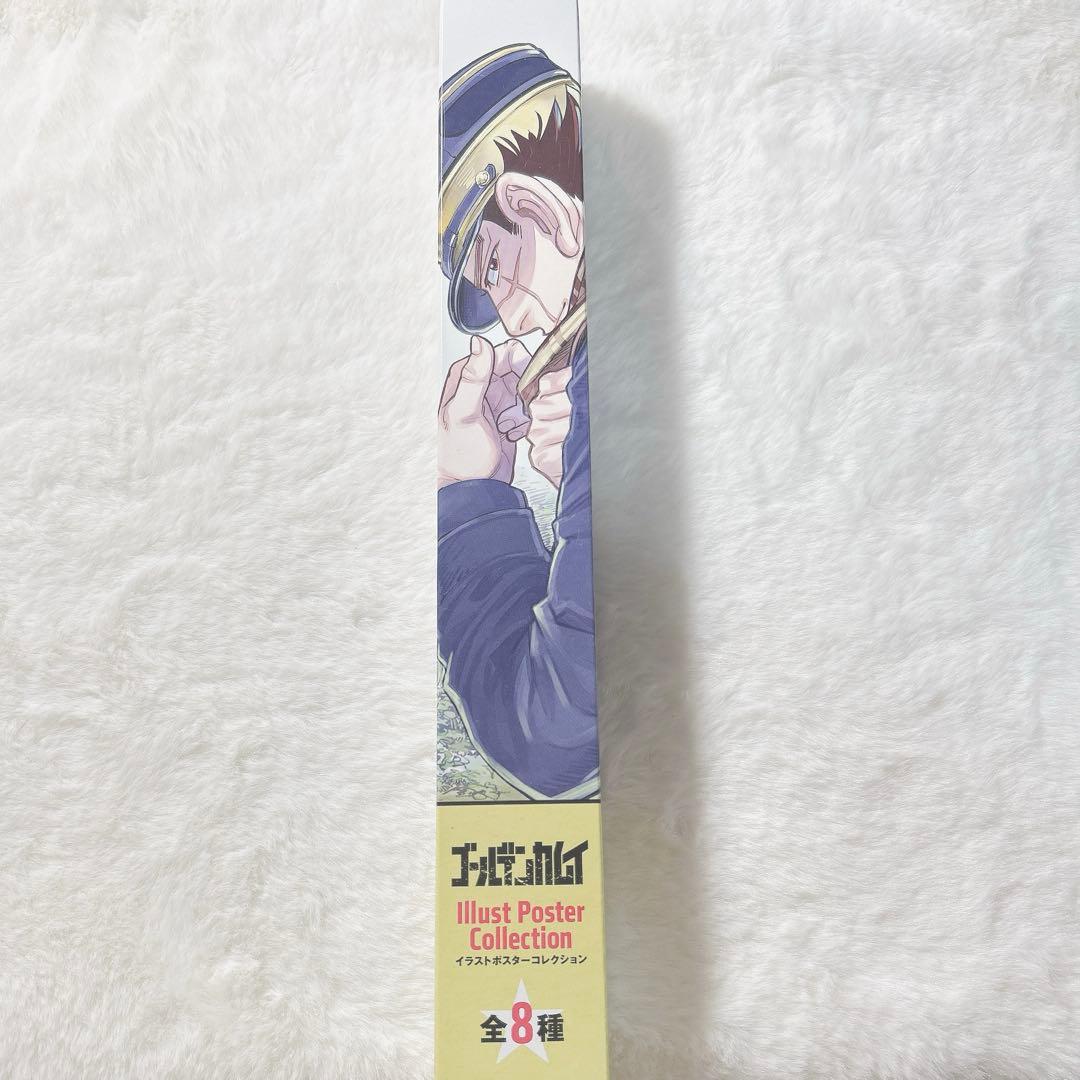 ゴールデンカムイ
Illust Poster
Collection
イラストポスターコレクション
全8種